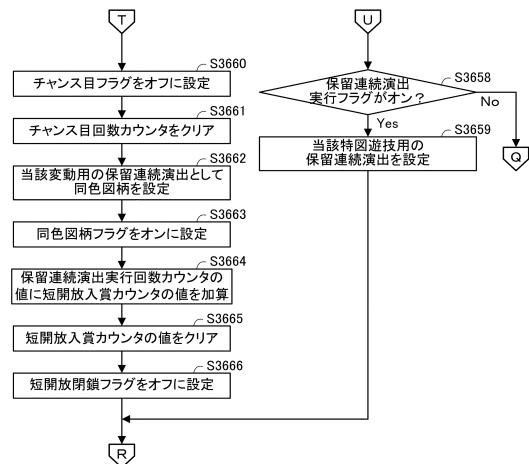 T
S3660
チャンス目フラグをオフに設定
S3661
チャンス目回数カウンタをクリア
S3662
当該変動用の保留連続演出として
同色図柄を設定
S3663
同色図柄フラグをオンに設定
S3664
保留連続演出実行回数カウンタの
値に短開放入賞カウンタの値を加算
S3665
短開放入賞カウンタの値をクリア
S3666
短開放閉鎖フラグをオフに設定
R
U
S3658
保留連続演出
実行フラグがオン?
No
Yes
S3659
当該特図遊技用の
保留連続演出を設定
Q